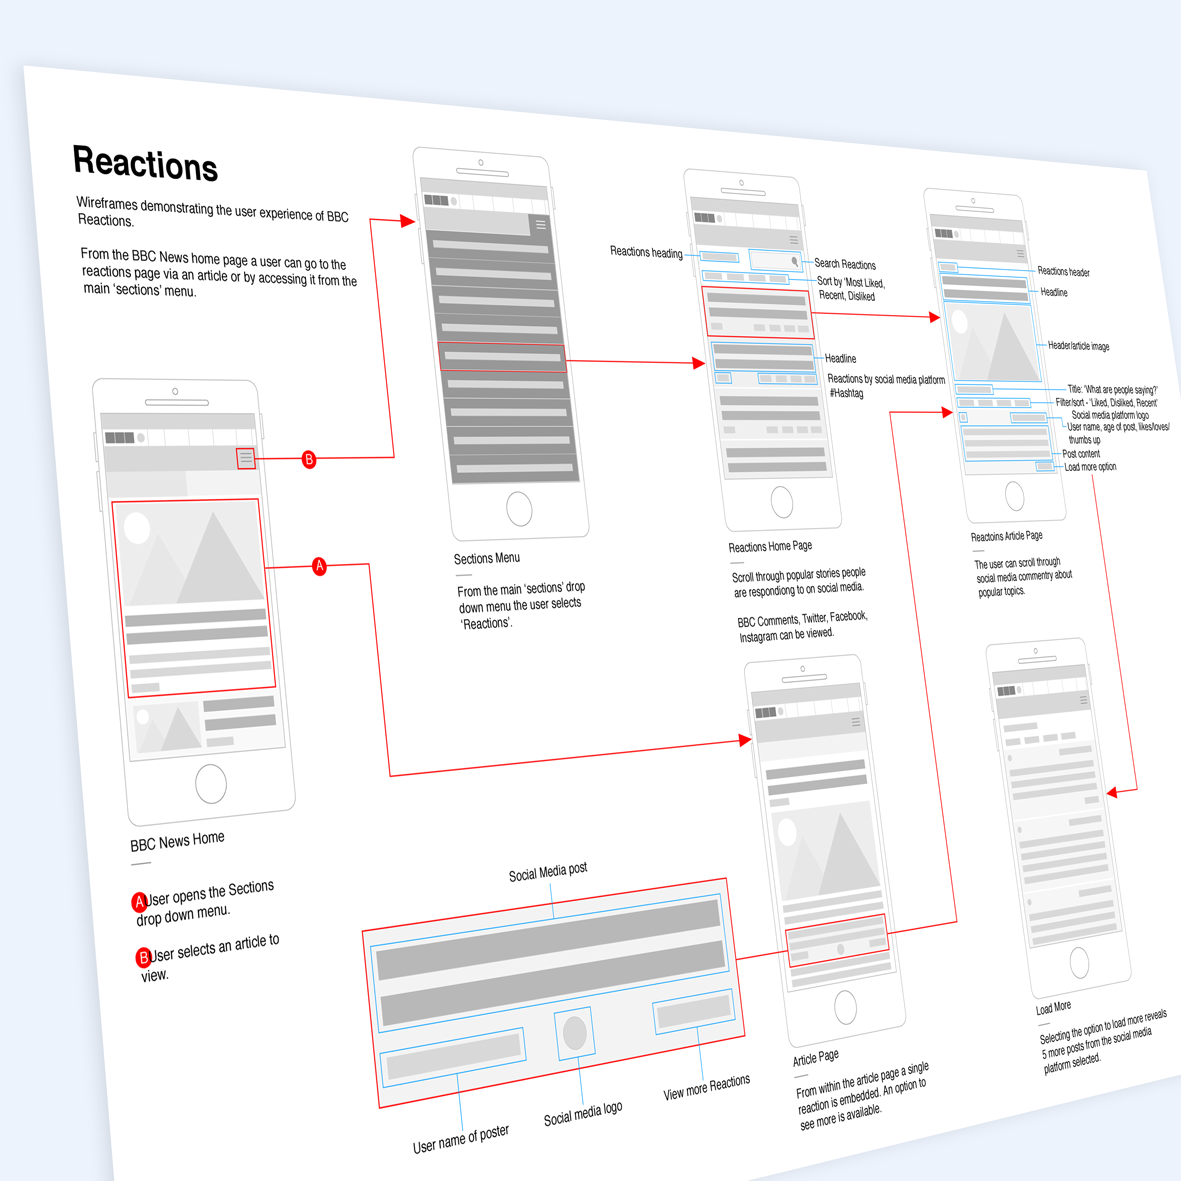 Reactions
Wireframes demonstrating the user experience of BBC
Reactions.
From the BBC News home page a user can go to the
reactions page via an article or by accessing it from the
main ‘sections’ menu.
B
A
BBC News Home
A User opens the Sections
drop down menu.
B User selects an article to
view.
Sections Menu
From the main ‘sections’ drop
down menu the user selects
‘Reactions’.
Reactions heading
Search Reactions
Sort by ‘Most Liked,
Recent, Disliked
Headline
Reactions by social media platform
#Hashtag
Reactions Home Page
Scroll through popular stories people
are respondiong to on social media.
BBC Comments, Twitter, Facebook,
Instagram can be viewed.
Reactions header
Headline
Header/article image
Title: ‘What are people saying?’
Filter/sort - ‘Liked, Disliked, Recent’
Social media platform logo
User name, age of post, likes/loves/
thumbs up
Post content
Load more option
Reactoins Article Page
The user can scroll through
social media commentry about
popular topics.
Social Media post
User name of poster
Social media logo
View more Reactions
Article Page
From within the article page a single
reaction is embedded. An option to
see more is available.
Load More
Selecting the option to load more reveals
5 more posts from the social media
platform selected.